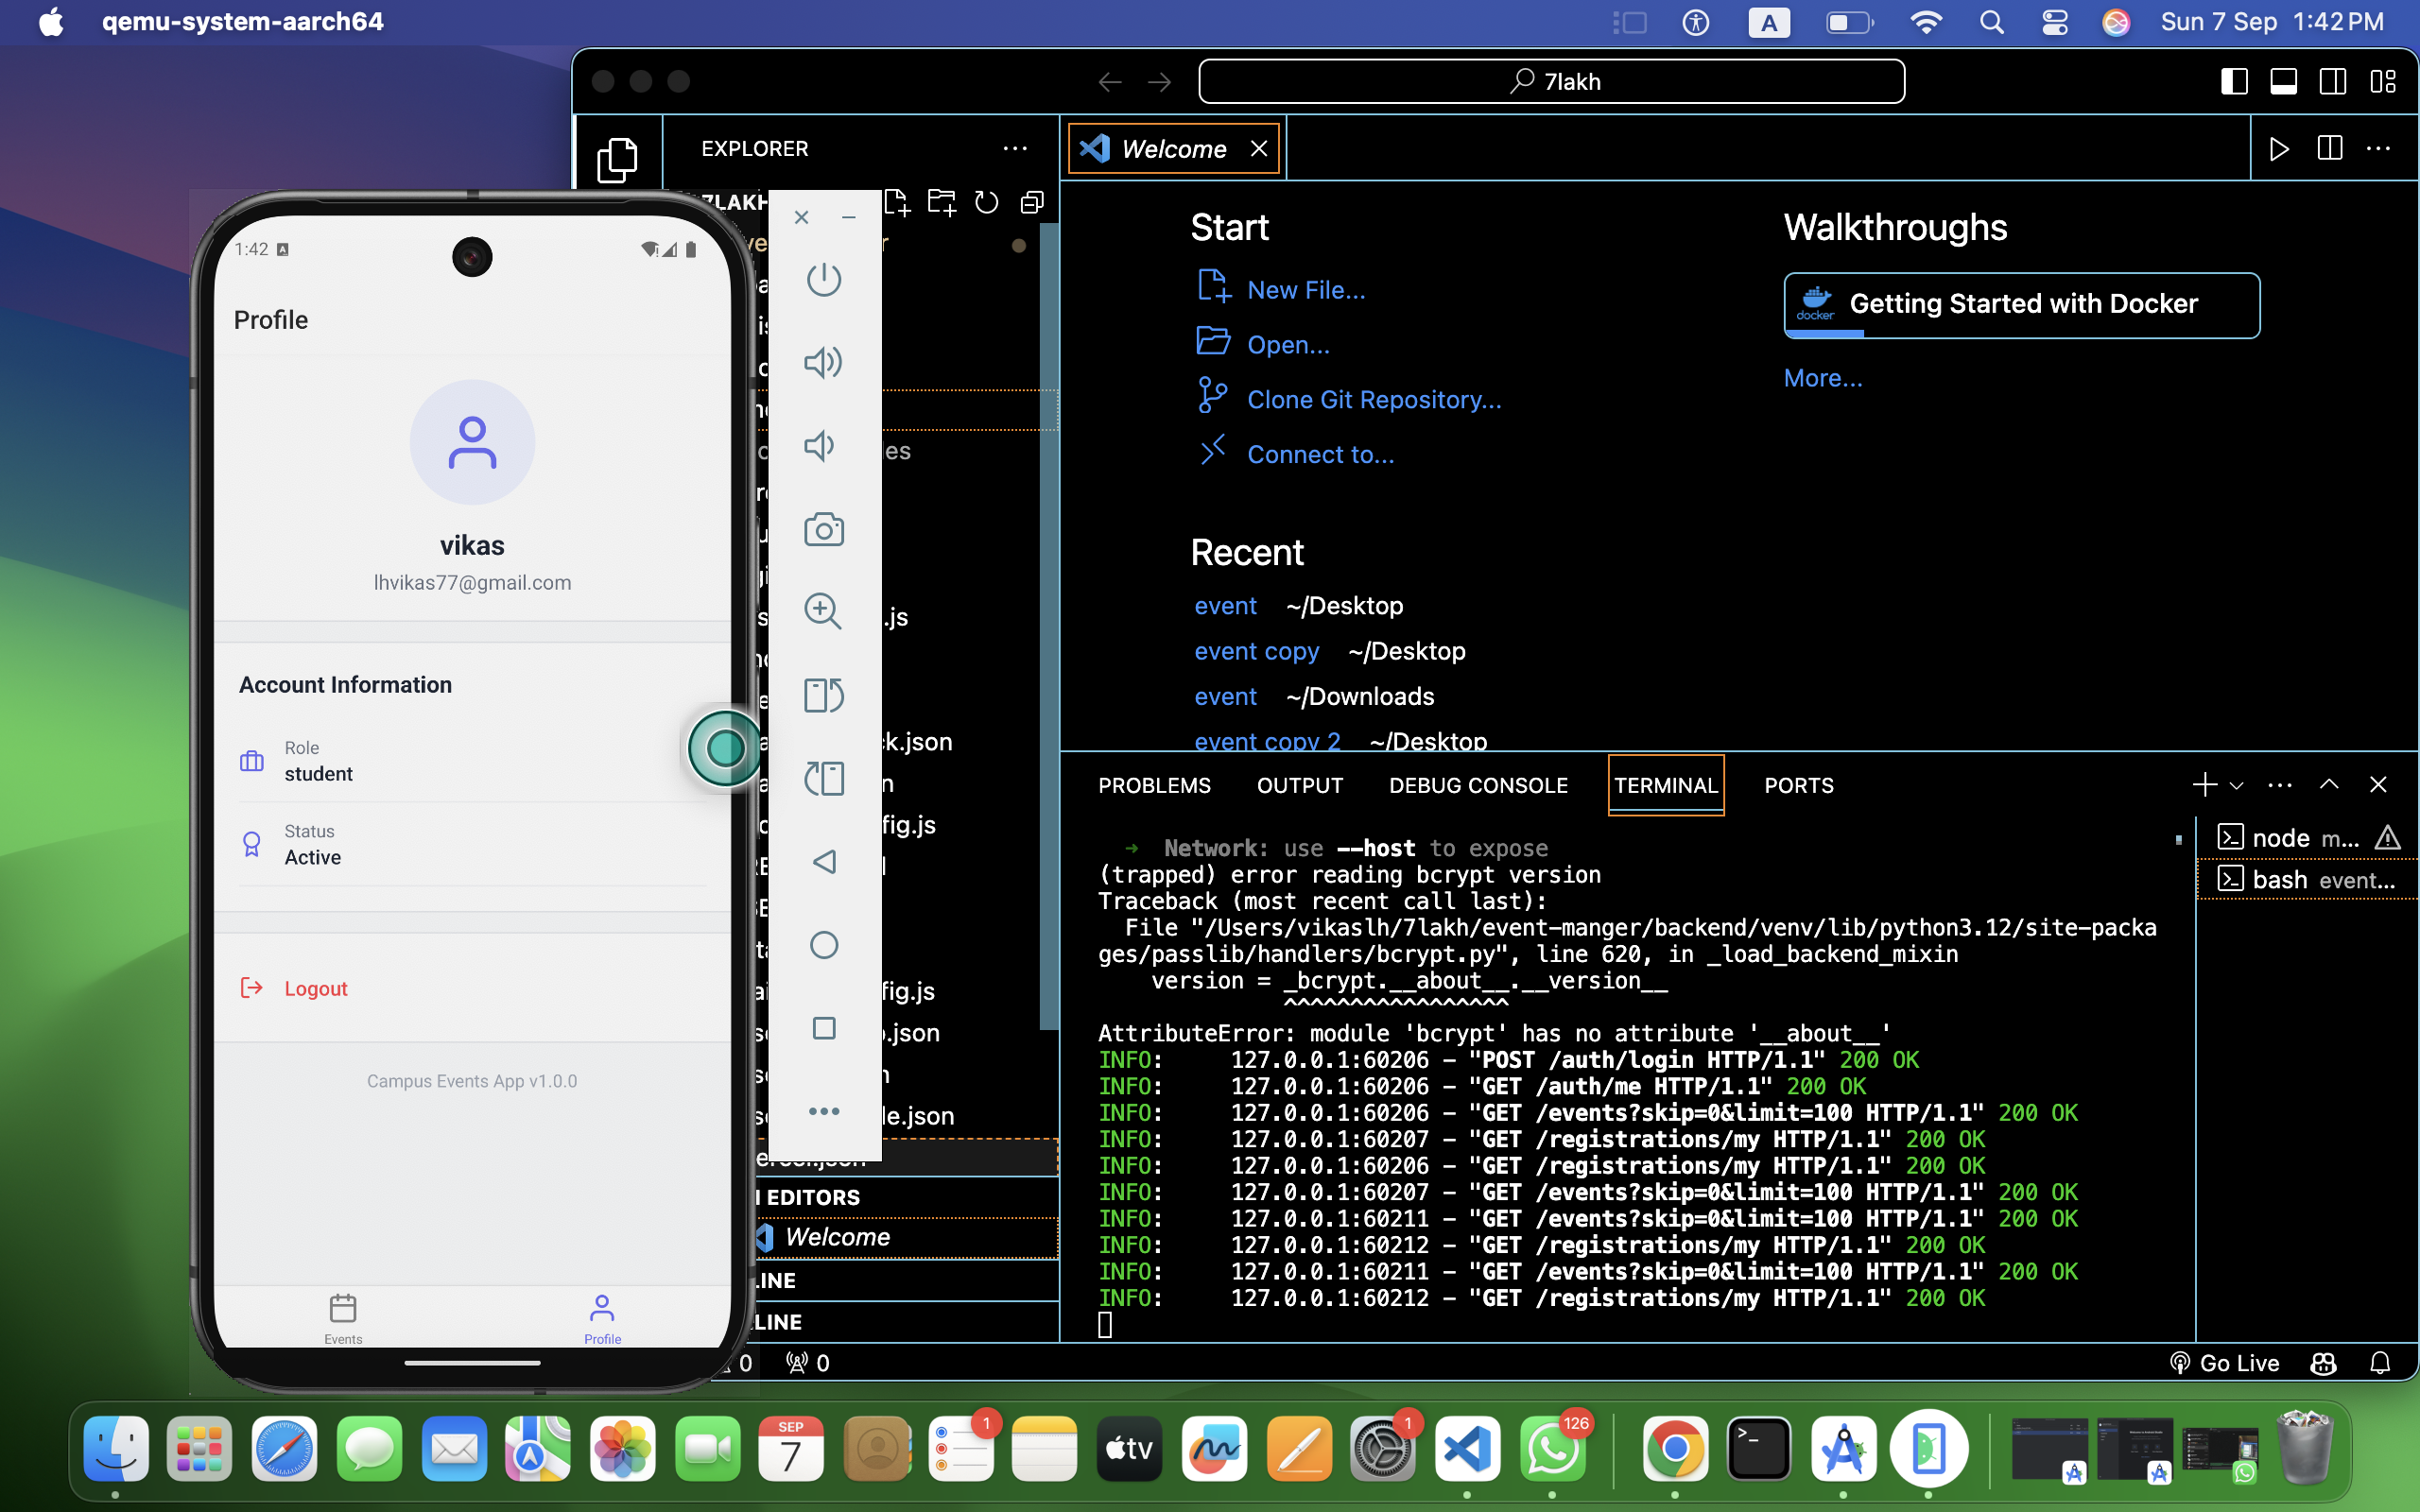 qemu-system-aarch64
A
Sun 7 Sep 1:42 PM
7lakh
EXPLORER
Welcome
7LAKH
Start
New File...
Open...
Clone Git Repository...
Connect to...
Recent
event ~/Desktop
event copy ~/Desktop
event ~/Downloads
event copy 2 ~/Desktop
Walkthroughs
docker
Getting Started with Docker
More...
1:42
Profile
vikas
lhvikas77@gmail.com
Account Information
Role
student
Status
Active
Logout
Campus Events App v1.0.0
Events
Profile
es
.js
k.json
n
fig.js
fig.js
.json
le.json
EDITORS
Welcome
LINE
0
0
PROBLEMS
OUTPUT
DEBUG CONSOLE
TERMINAL
PORTS
➜ Network: use --host to expose
(trapped) error reading bcrypt version
Traceback (most recent call last):
File "/Users/vikaslh/7lakh/event-manger/backend/venv/lib/python3.12/site-packa
ges/passlib/handlers/bcrypt.py", line 620, in _load_backend_mixin
version = _bcrypt.__about__.__version__
^^^^^^^^^^^^^^^^^
AttributeError: module 'bcrypt' has no attribute '__about__'
INFO: 127.0.0.1:60206 - "POST /auth/login HTTP/1.1" 200 OK
INFO: 127.0.0.1:60206 - "GET /auth/me HTTP/1.1" 200 OK
INFO: 127.0.0.1:60206 - "GET /events?skip=0&limit=100 HTTP/1.1" 200 OK
INFO: 127.0.0.1:60207 - "GET /registrations/my HTTP/1.1" 200 OK
INFO: 127.0.0.1:60206 - "GET /registrations/my HTTP/1.1" 200 OK
INFO: 127.0.0.1:60207 - "GET /events?skip=0&limit=100 HTTP/1.1" 200 OK
INFO: 127.0.0.1:60211 - "GET /events?skip=0&limit=100 HTTP/1.1" 200 OK
INFO: 127.0.0.1:60212 - "GET /registrations/my HTTP/1.1" 200 OK
INFO: 127.0.0.1:60211 - "GET /events?skip=0&limit=100 HTTP/1.1" 200 OK
INFO: 127.0.0.1:60212 - "GET /registrations/my HTTP/1.1" 200 OK
node m...
bash event...
Go Live
SEP
7
1
tv
1
126